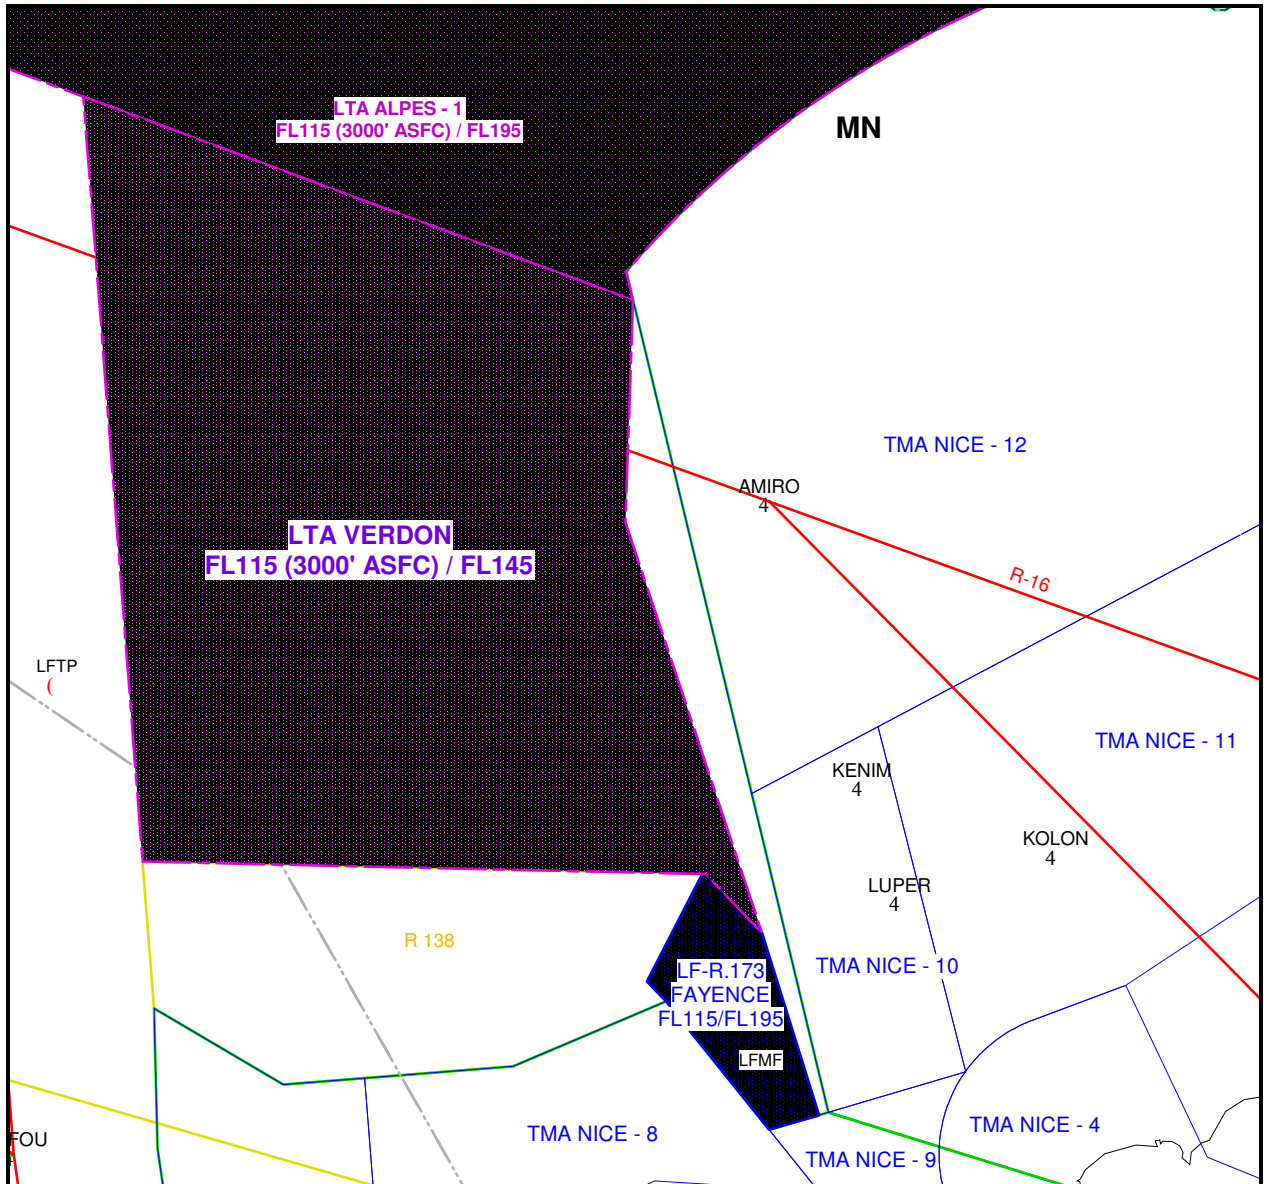 LTA ALPES - 1
FL115 (3000' ASFC) / FL195
MN
TMA NICE - 12
AMIRO
4
LTA VERDON
FL115 (3000' ASFC) / FL145
R-16
LFTP
(
TMA NICE - 11
KENIM
4
KOLON
4
LUPER
4
R 138
TMA NICE - 10
LF-R.173
FAYENCE
FL115/FL195
LFMF
TMA NICE - 4
TMA NICE - 8
FOU
TMA NICE - 9